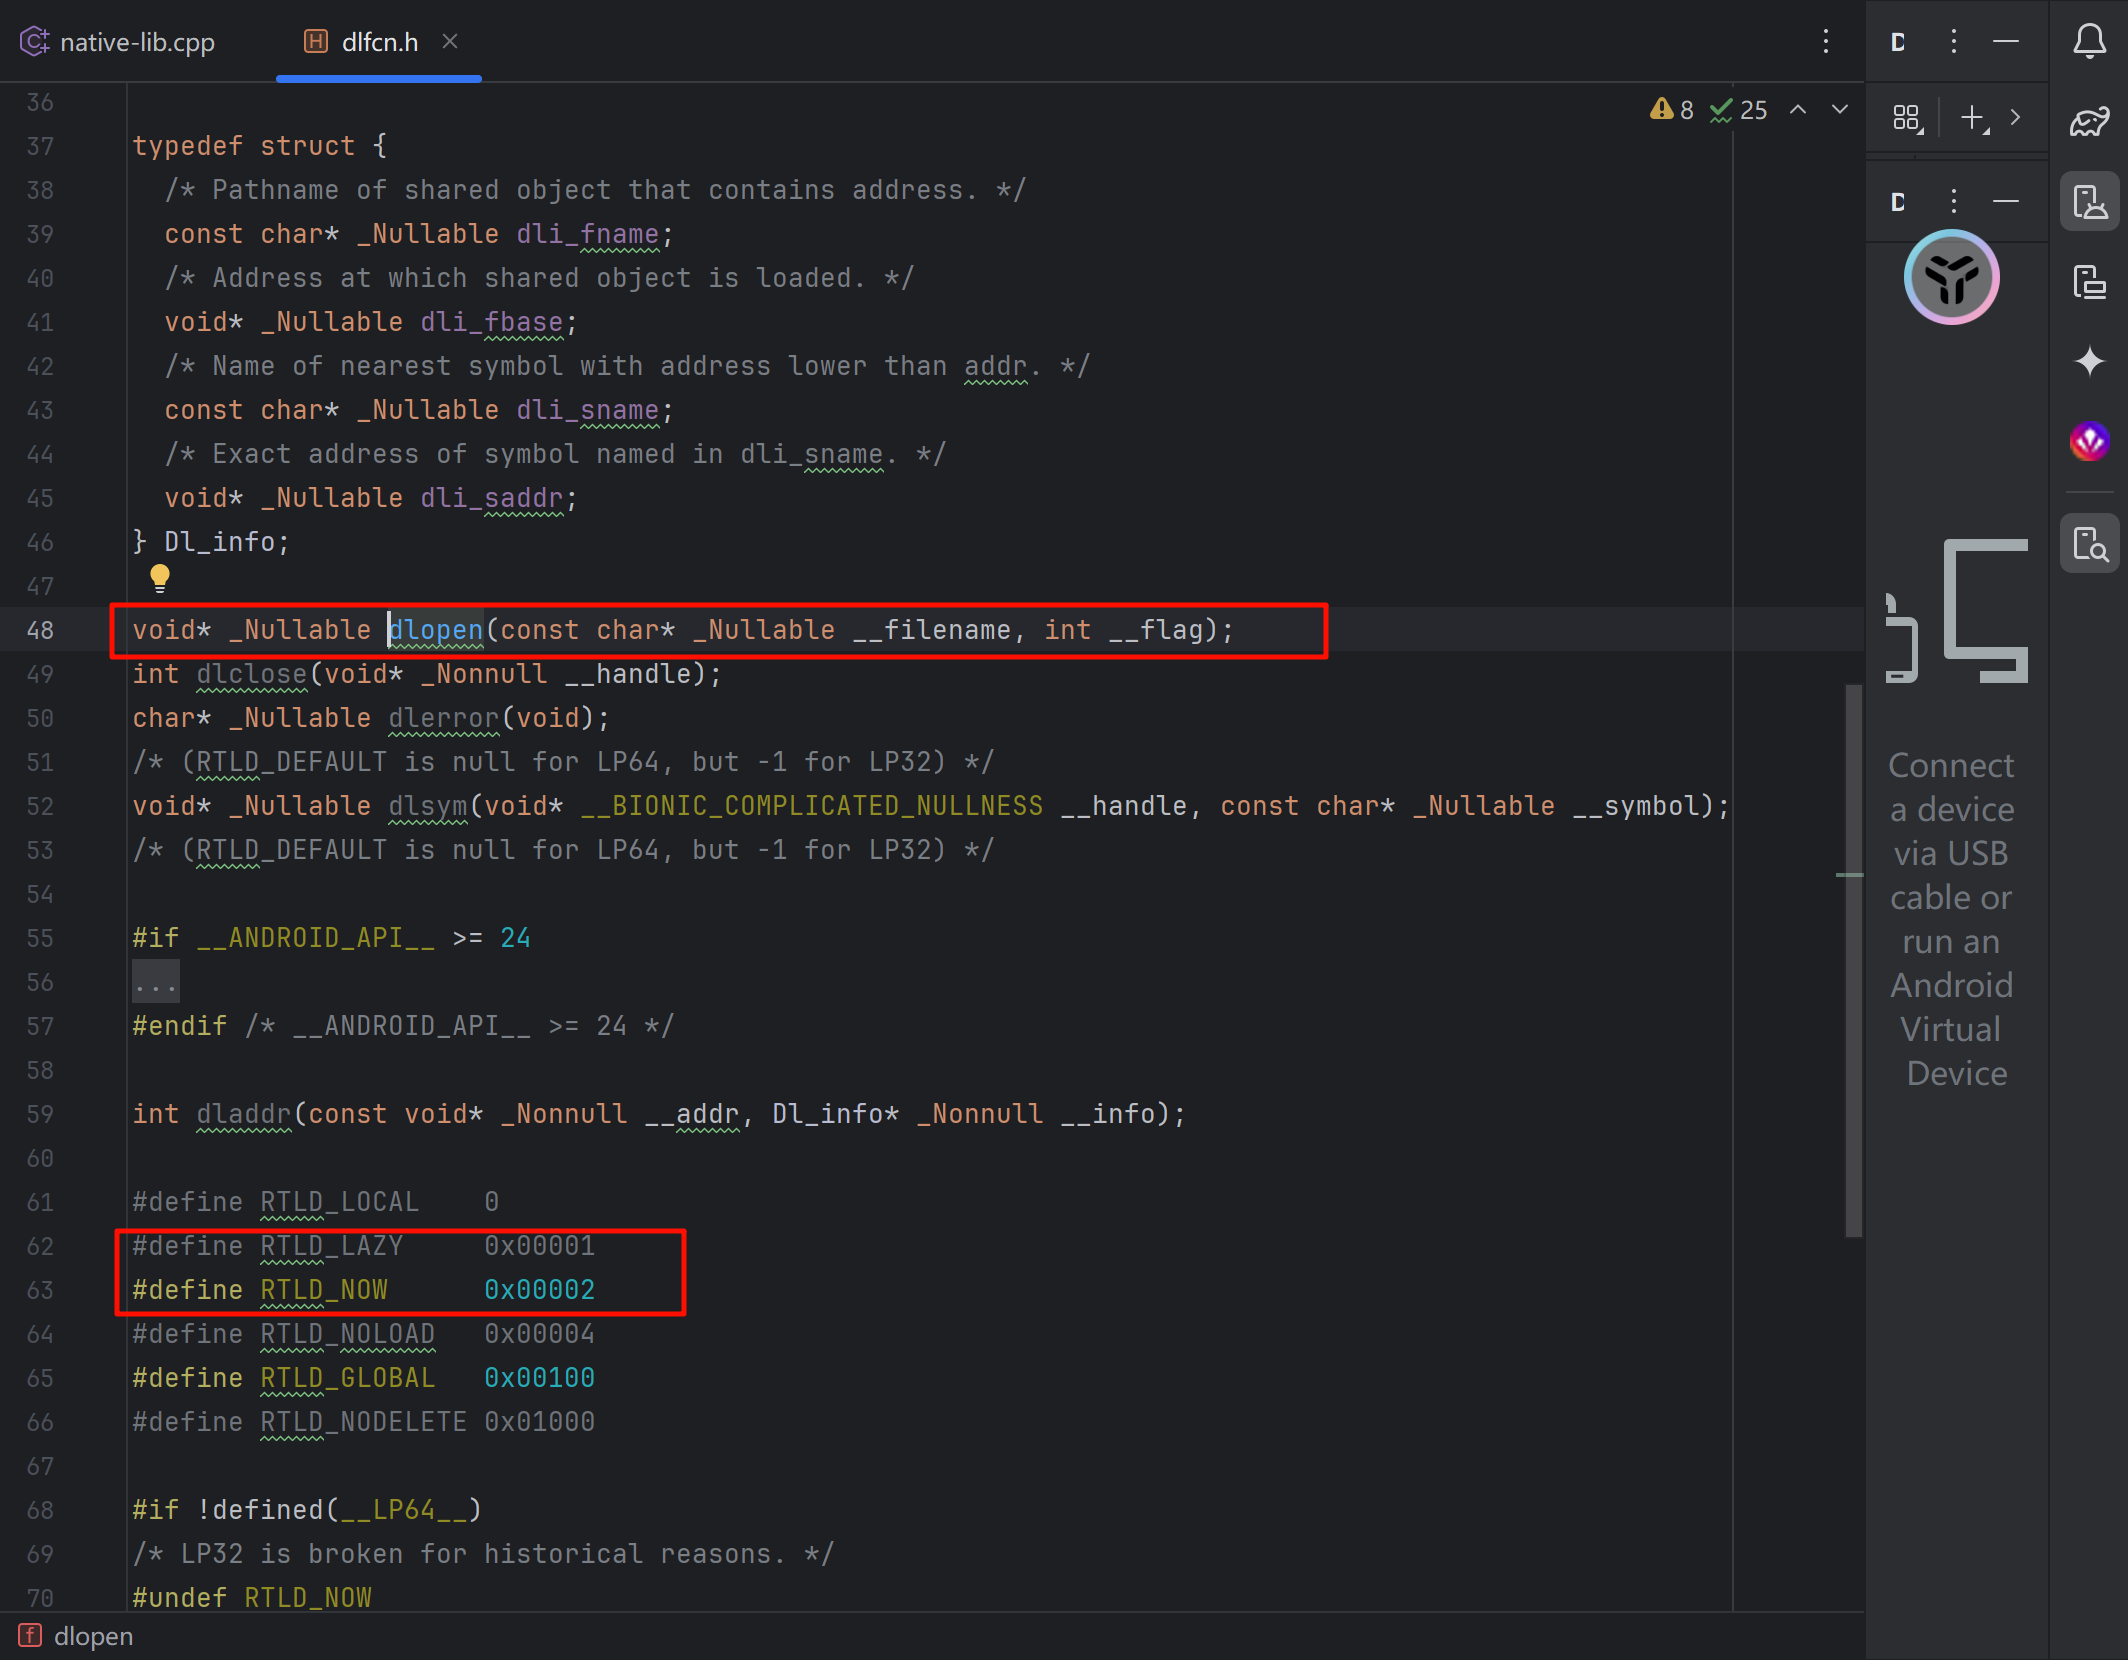 native-lib.cpp
dlfcn.h
8 25
36
37 typedef struct {
38   /* Pathname of shared object that contains address. */
39   const char* _Nullable dli_fname;
40   /* Address at which shared object is loaded. */
41   void* _Nullable dli_fbase;
42   /* Name of nearest symbol with address lower than addr. */
43   const char* _Nullable dli_sname;
44   /* Exact address of symbol named in dli_sname. */
45   void* _Nullable dli_saddr;
46 } Dl_info;
47
48 void* _Nullable dlopen(const char* _Nullable __filename, int __flag);
49 int dlclose(void* _Nonnull __handle);
50 char* _Nullable dlerror(void);
51 /* (RTLD_DEFAULT is null for LP64, but -1 for LP32) */
52 void* _Nullable dlsym(void* __BIONIC_COMPLICATED_NULLNESS __handle, const char* _Nullable __symbol);
53 /* (RTLD_DEFAULT is null for LP64, but -1 for LP32) */
54
55 #if __ANDROID_API__ >= 24
56 ...
57 #endif /* __ANDROID_API__ >= 24 */
58
59 int dladdr(const void* _Nonnull __addr, Dl_info* _Nonnull __info);
60
61 #define RTLD_LOCAL    0
62 #define RTLD_LAZY     0x00001
63 #define RTLD_NOW      0x00002
64 #define RTLD_NOLOAD   0x00004
65 #define RTLD_GLOBAL   0x00100
66 #define RTLD_NODELETE 0x01000
67
68 #if !defined(__LP64__)
69 /* LP32 is broken for historical reasons. */
70 #undef RTLD_NOW
f dlopen
D
D
Connect
a device
via USB
cable or
run an
Android
Virtual
Device